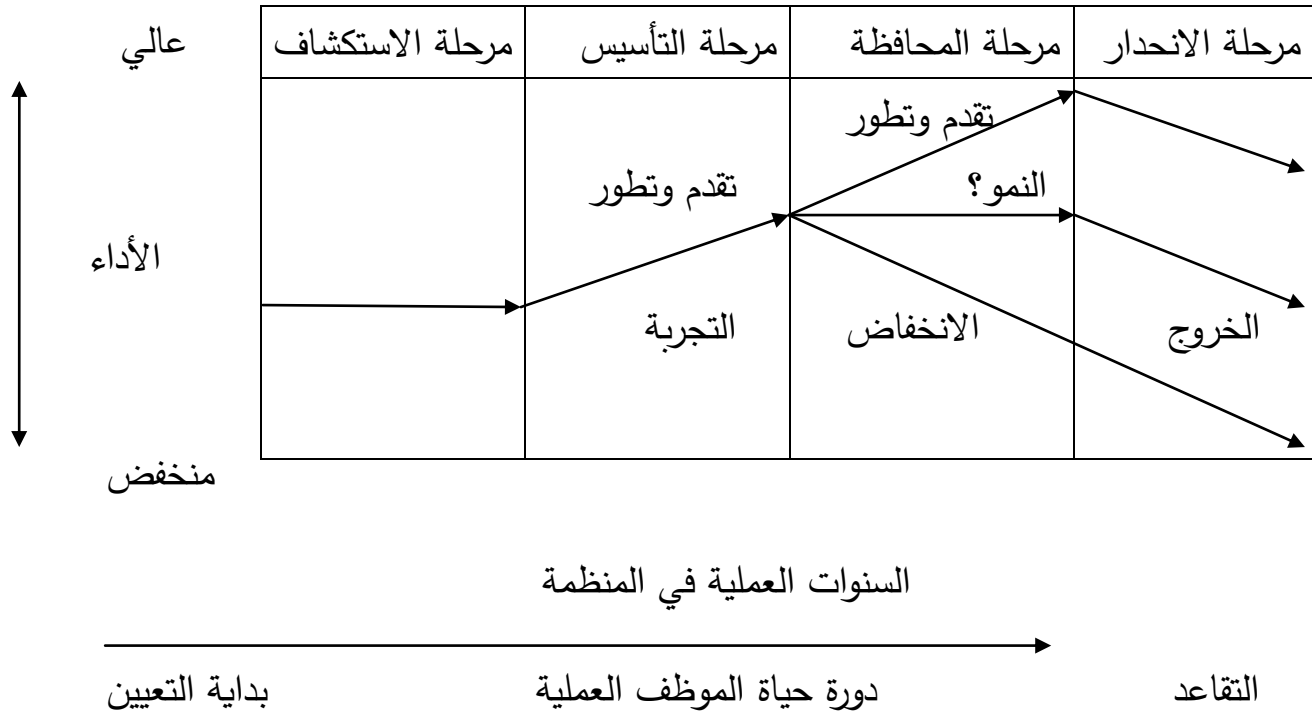 عالي
مرحلة الاستكشاف
مرحلة التأسيس
مرحلة المحافظة
مرحلة الانحدار
تقدم وتطور
تقدم وتطور
النمو؟
الأداء
التجربة
الانخفاض
الخروج
منخفض
السنوات العملية في المنظمة
بداية التعيين
دورة حياة الموظف العملية
التقاعد